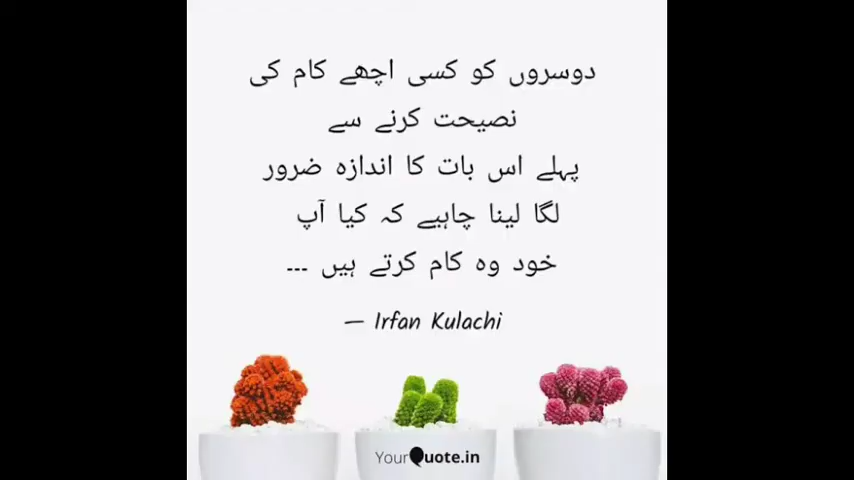 دوسروں کو کسی اچھے کام کی
نصیحت کرنے سے
پہلے اس بات کا اندازہ ضرور
لگا لینا چاہیے کہ کیا آپ
خود وہ کام کرتے ہیں ...
— Irfan Kulachi
YourQuote.in